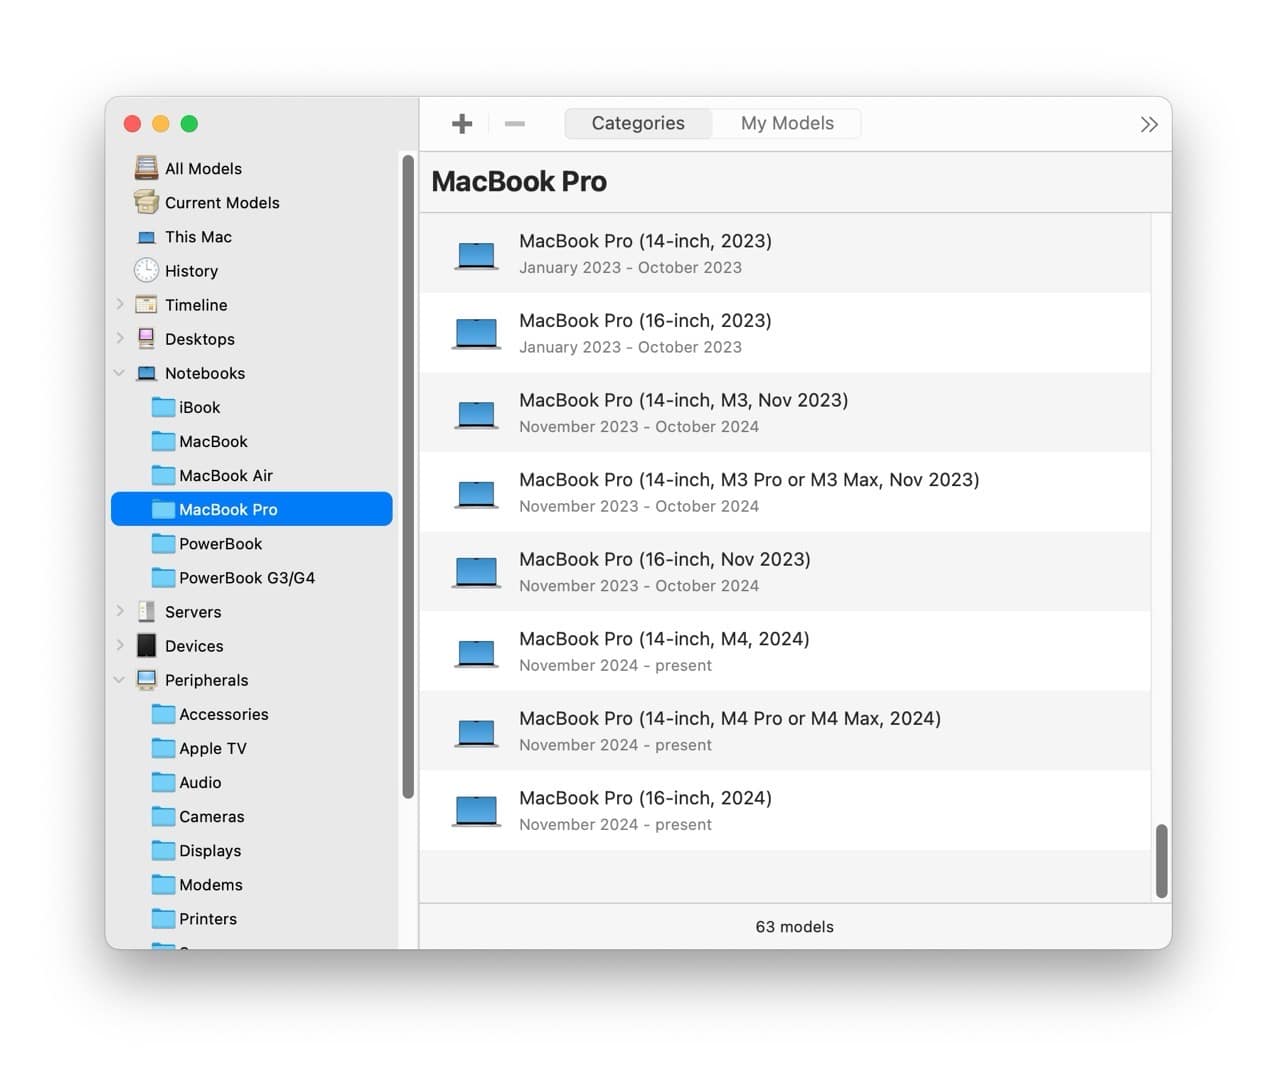 Categories
My Models
All Models
Current Models
This Mac
History
Timeline
Desktops
Notebooks
iBook
MacBook
MacBook Air
MacBook Pro
PowerBook
PowerBook G3/G4
Servers
Devices
Peripherals
Accessories
Apple TV
Audio
Cameras
Displays
Modems
Printers
MacBook Pro
MacBook Pro (14-inch, 2023)
January 2023 - October 2023
MacBook Pro (16-inch, 2023)
January 2023 - October 2023
MacBook Pro (14-inch, M3, Nov 2023)
November 2023 - October 2024
MacBook Pro (14-inch, M3 Pro or M3 Max, Nov 2023)
November 2023 - October 2024
MacBook Pro (16-inch, Nov 2023)
November 2023 - October 2024
MacBook Pro (14-inch, M4, 2024)
November 2024 - present
MacBook Pro (14-inch, M4 Pro or M4 Max, 2024)
November 2024 - present
MacBook Pro (16-inch, 2024)
November 2024 - present
63 models